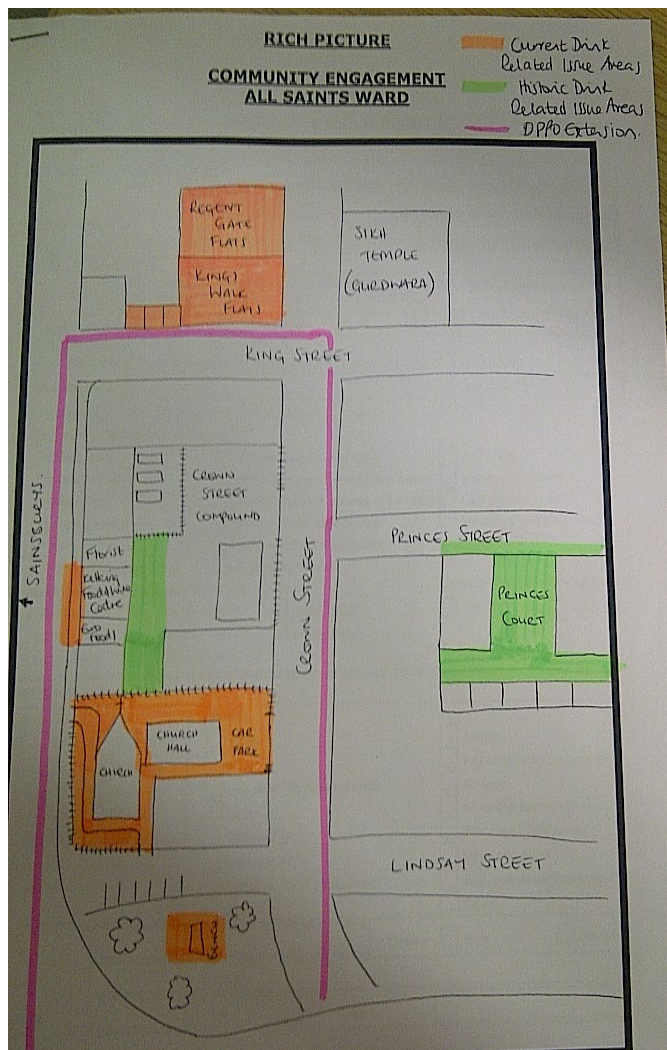 RICH PICTURE
COMMUNITY ENGAGEMENT
ALL SAINTS WARD
Current Drink
Related Issue Areas
Historic Drink
Related Issue Areas
DPPO Extension.
REGENT
GATE
FLATS
KINGS
WALK
FLATS
SIKH
TEMPLE
(GURDWARA)
KING STREET
CROWN
STREET
COMPOUND
SAINSBURYS.
PRINCES STREET
Florist
Food & Wine
Centre
PRINCES
COURT
CROWN STREET
CHURCH
HALL
CAR
PARK
CHURCH
LINDSAY STREET
BENCH